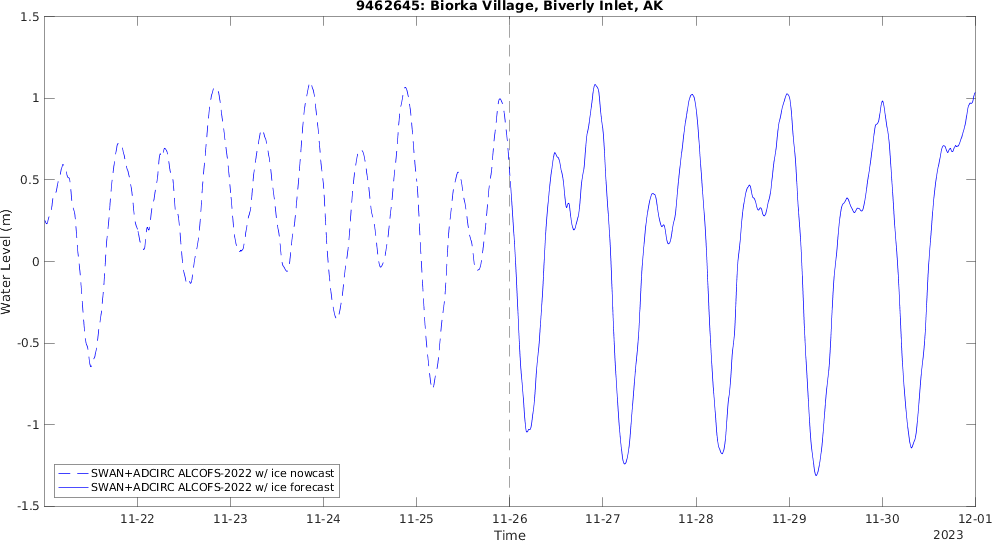 9462645: Biorka Village, Biverly Inlet, AK
1.5
1
0.5
0
-0.5
-1
-1.5
Water Level (m)
SWAN+ADCIRC ALCOFS-2022 w/ ice nowcast
SWAN+ADCIRC ALCOFS-2022 w/ ice forecast
11-22 11-23 11-24 11-25 11-26 11-27 11-28 11-29 11-30 12-01
Time
2023